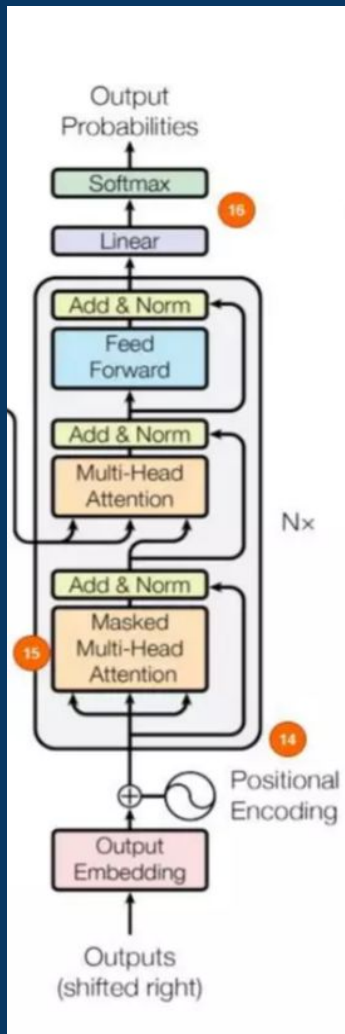 Output
Probabilities
Softmax
16
Linear
Add & Norm
Feed
Forward
Add & Norm
Multi-Head
Attention
N×
Add & Norm
Masked
Multi-Head
Attention
15
14
Positional
Encoding
Output
Embedding
Outputs
(shifted right)